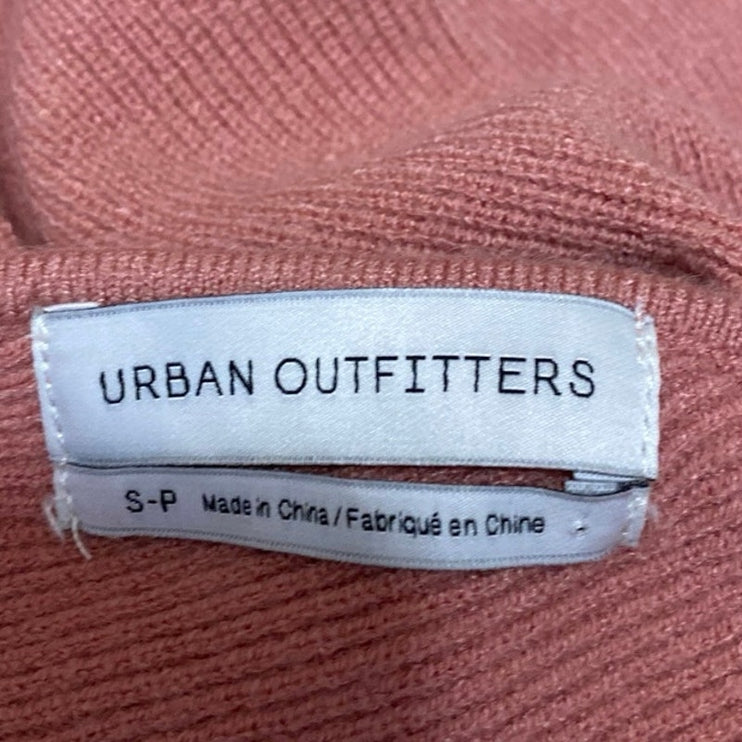 URBAN OUTFITTERS
S-P Made in China / Fabriqué en Chine